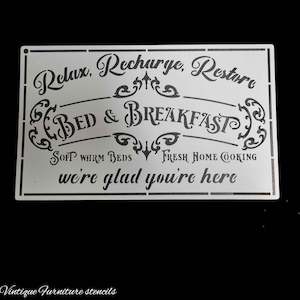 Relax, Recharge, Restore
Bed & Breakfast
Soft warm Beds Fresh Home Cooking
we're glad you're here
Vintique Furniture stencils